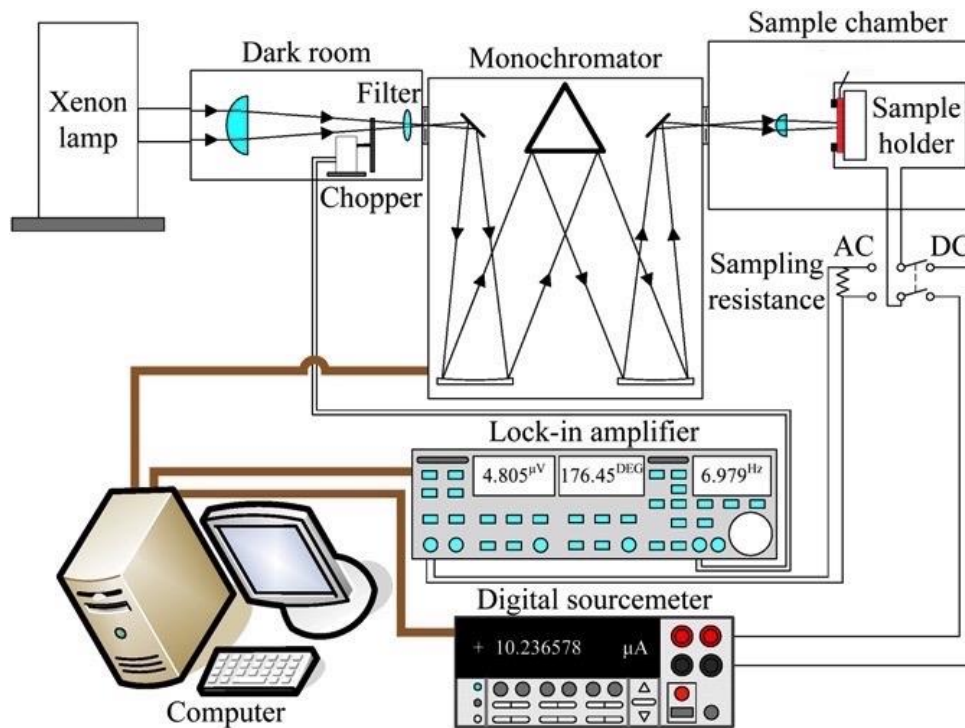 Sample chamber
Dark room
Monochromator
Xenon
lamp
Filter
Sample
holder
Chopper
AC
DC
Sampling
resistance
Lock-in amplifier
4.805μV
176.45DEG
6.979Hz
Digital sourcemeter
+ 10.236578 μA
Computer